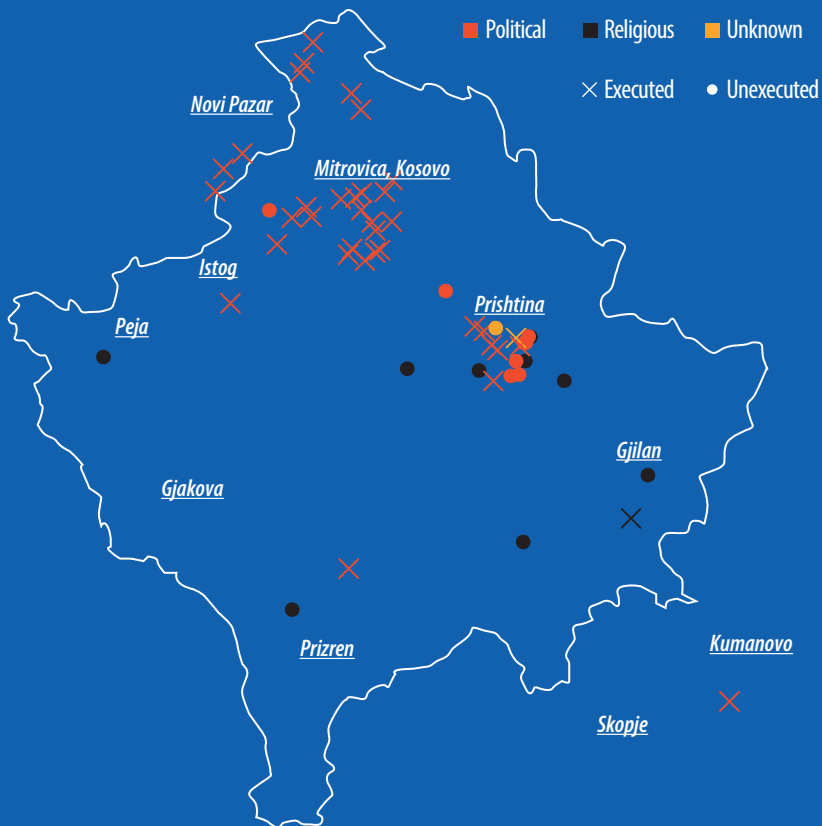 Political Religious Unknown
Executed Unexecuted
Novi Pazar
Mitrovica, Kosovo
Istog
Prishtina
Peja
Gjilan
Gjakova
Prizren
Kumanovo
Skopje